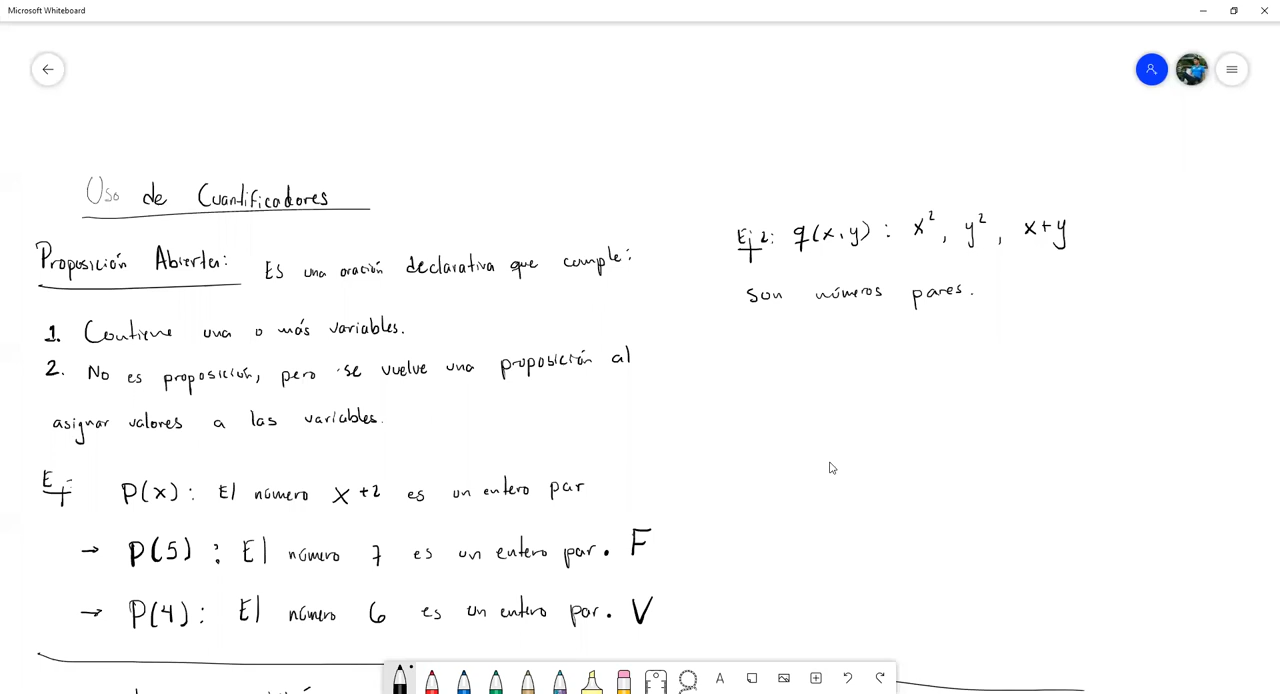 Microsoft Whiteboard
Uso de Cuantificadores
Proposición Abierta: Es una oración declarativa que cumple:
1. Contiene una o más variables.
2. No es proposición, pero se vuelve una proposición al
asignar valores a las variables.
Ej:
P(x): El número x+2 es un entero par
→ P(5): El número 7 es un entero par. F
→ P(4): El número 6 es un entero par. V
Ej 2: q(x,y): x², y², x+y
son números pares.